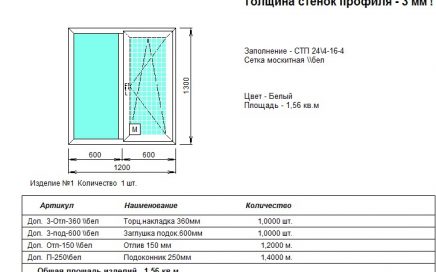 толщина стенок профиля - 3 мм !
Заполнение - СТП 24\4-16-4
Сетка москитная \\бел
Цвет - Белый
Площадь - 1,56 кв.м
1300
М
600 600
1200
Изделие №1 Количество 1 шт.
Артикул Наименование Количество
Доп. 3-Отп-360 \\бел Торц.накладка 360мм 1,0000 шт.
Доп. 3-под-600 \\бел Заглушка подок.600мм 1,0000 шт.
Доп. Отп-150 \\бел Отлив 150 мм 1,2000 м.
Доп. П-250\бел Подоконник 250мм 1,4000 м.
Общая площадь изделий 1,56 кв.м